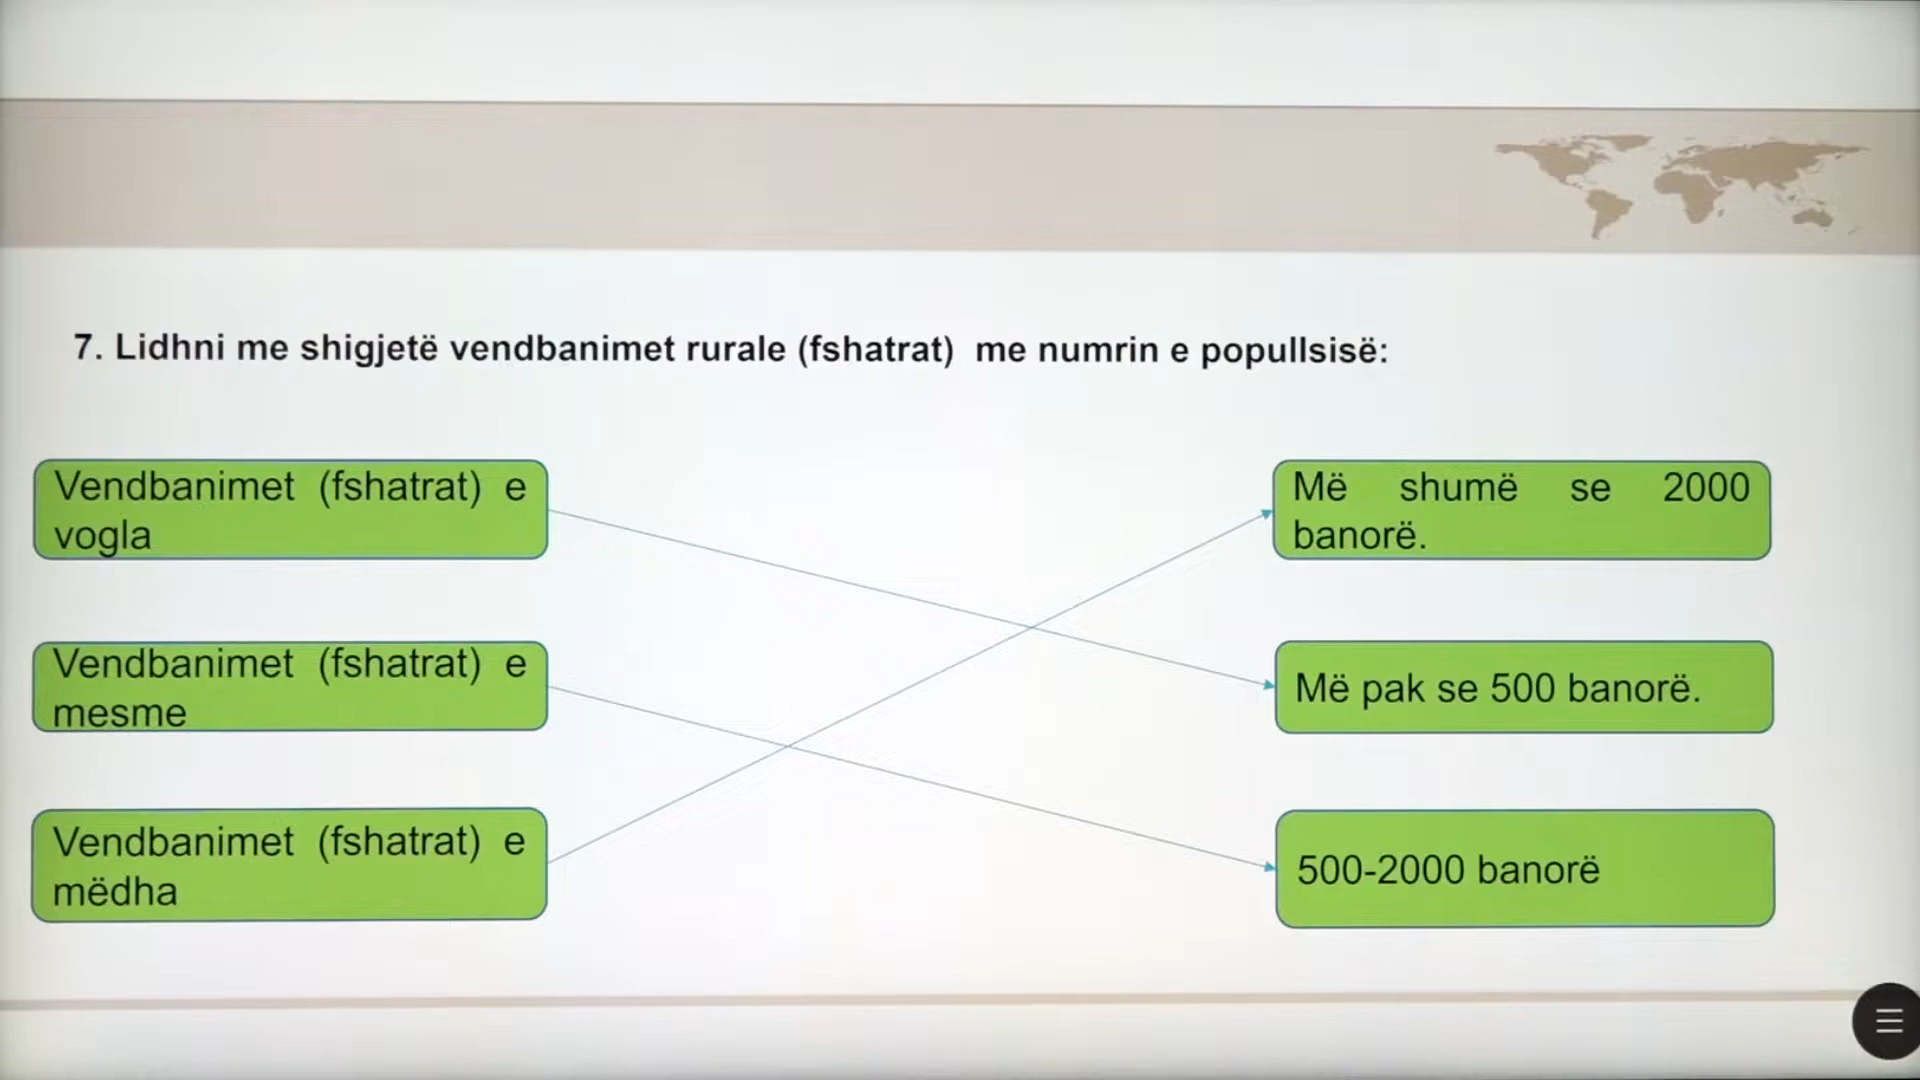 7. Lidhni me shigjetë vendbanimet rurale (fshatrat) me numrin e popullsisë:
Vendbanimet (fshatrat) e
vogla
Më shumë se 2000
banorë.
Vendbanimet (fshatrat) e
mesme
Më pak se 500 banorë.
Vendbanimet (fshatrat) e
mëdha
500-2000 banorë